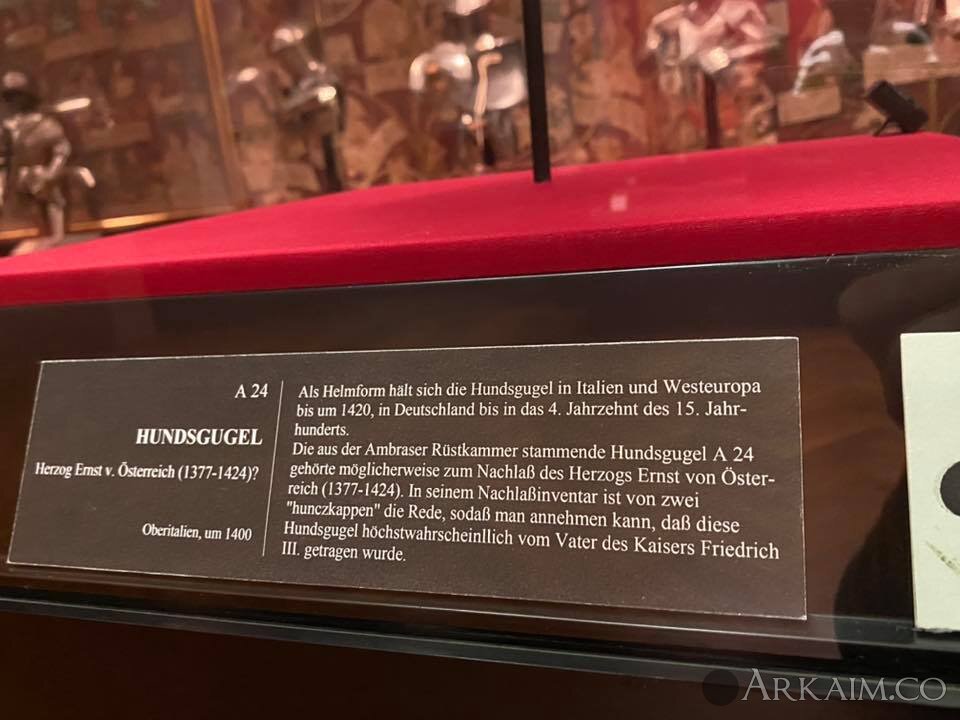 A 24
HUNDSGUGEL
Herzog Ernst v. Österreich (1377-1424)?
Oberitalien, um 1400
Als Helmform hält sich die Hundsgugel in Italien und Westeuropa
bis um 1420, in Deutschland bis in das 4. Jahrzehnt des 15. Jahr-
hunderts.
Die aus der Ambraser Rüstkammer stammende Hundsgugel A 24
gehörte möglicherweise zum Nachlaß des Herzogs Ernst von Öster-
reich (1377-1424). In seinem Nachlaßinventar ist von zwei
"hunczkappen" die Rede, sodaß man annehmen kann, daß diese
Hundsgugel höchstwahrscheinllich vom Vater des Kaisers Friedrich
III. getragen wurde.
ARKAIM.CO